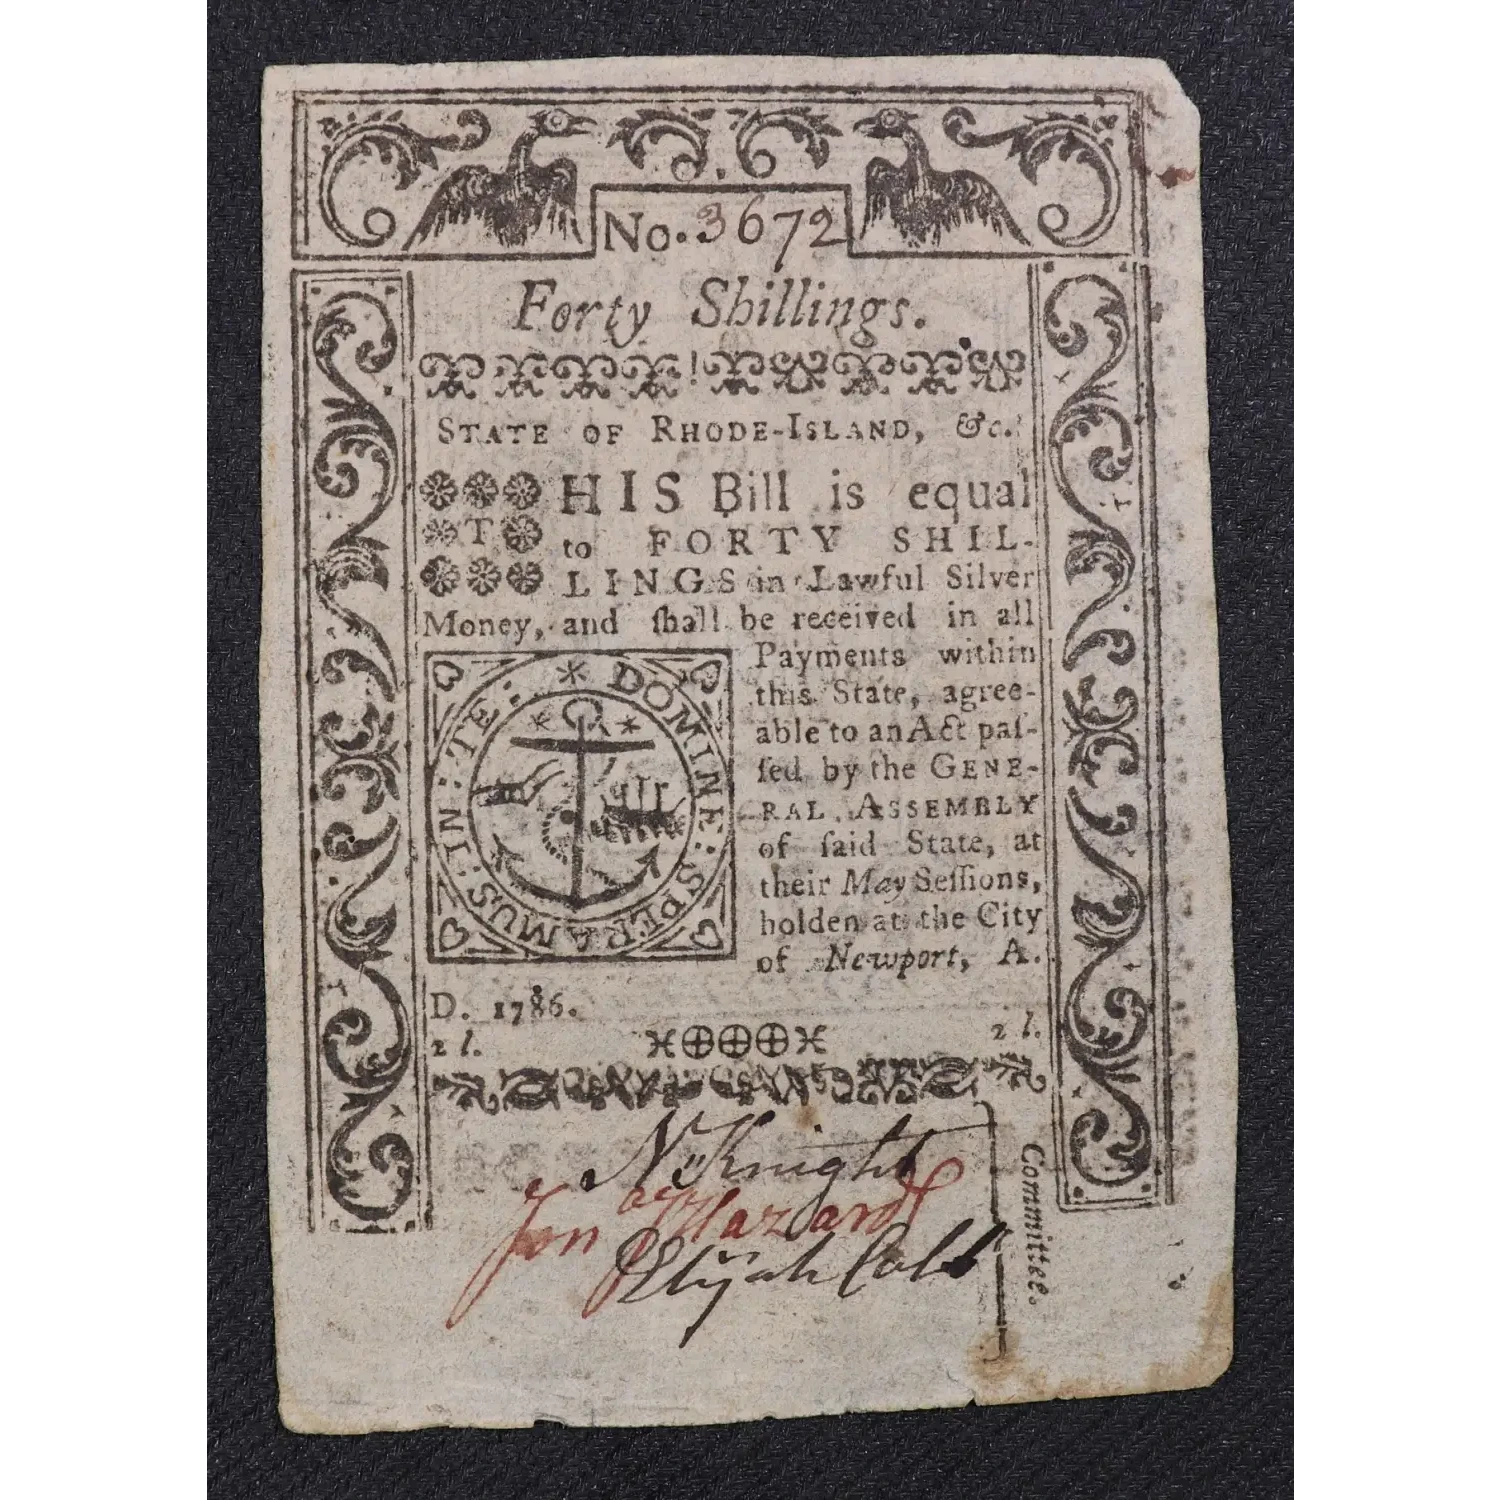 No. 3672
Forty Shillings.
STATE OF RHODE-ISLAND, &c.
THIS Bill is equal
to FORTY SHIL-
LINGS in Lawful Silver
Money, and ſhall be received in all
Payments within
this State, agree-
able to an Act paſ-
ſed by the GENE-
RAL ASSEMBLY
of ſaid State, at
their May Seſſions,
holden at the City
of Newport, A.
D. 1786.
* DOMINE : SPERAMUS : IN : TE :
2 l. 2 l.
N Knight
Jon J Hazard
Elijah Cobb
Committee.